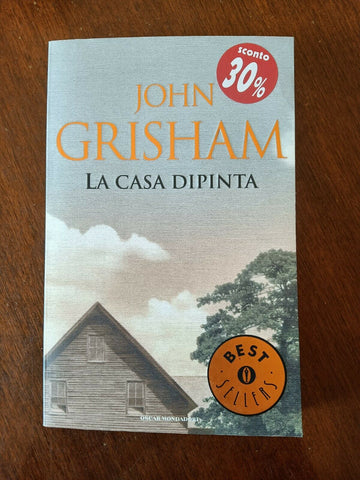 sconto
30%
JOHN
GRISHAM
LA CASA DIPINTA
BEST
SELLERS
OSCAR MONDADORI